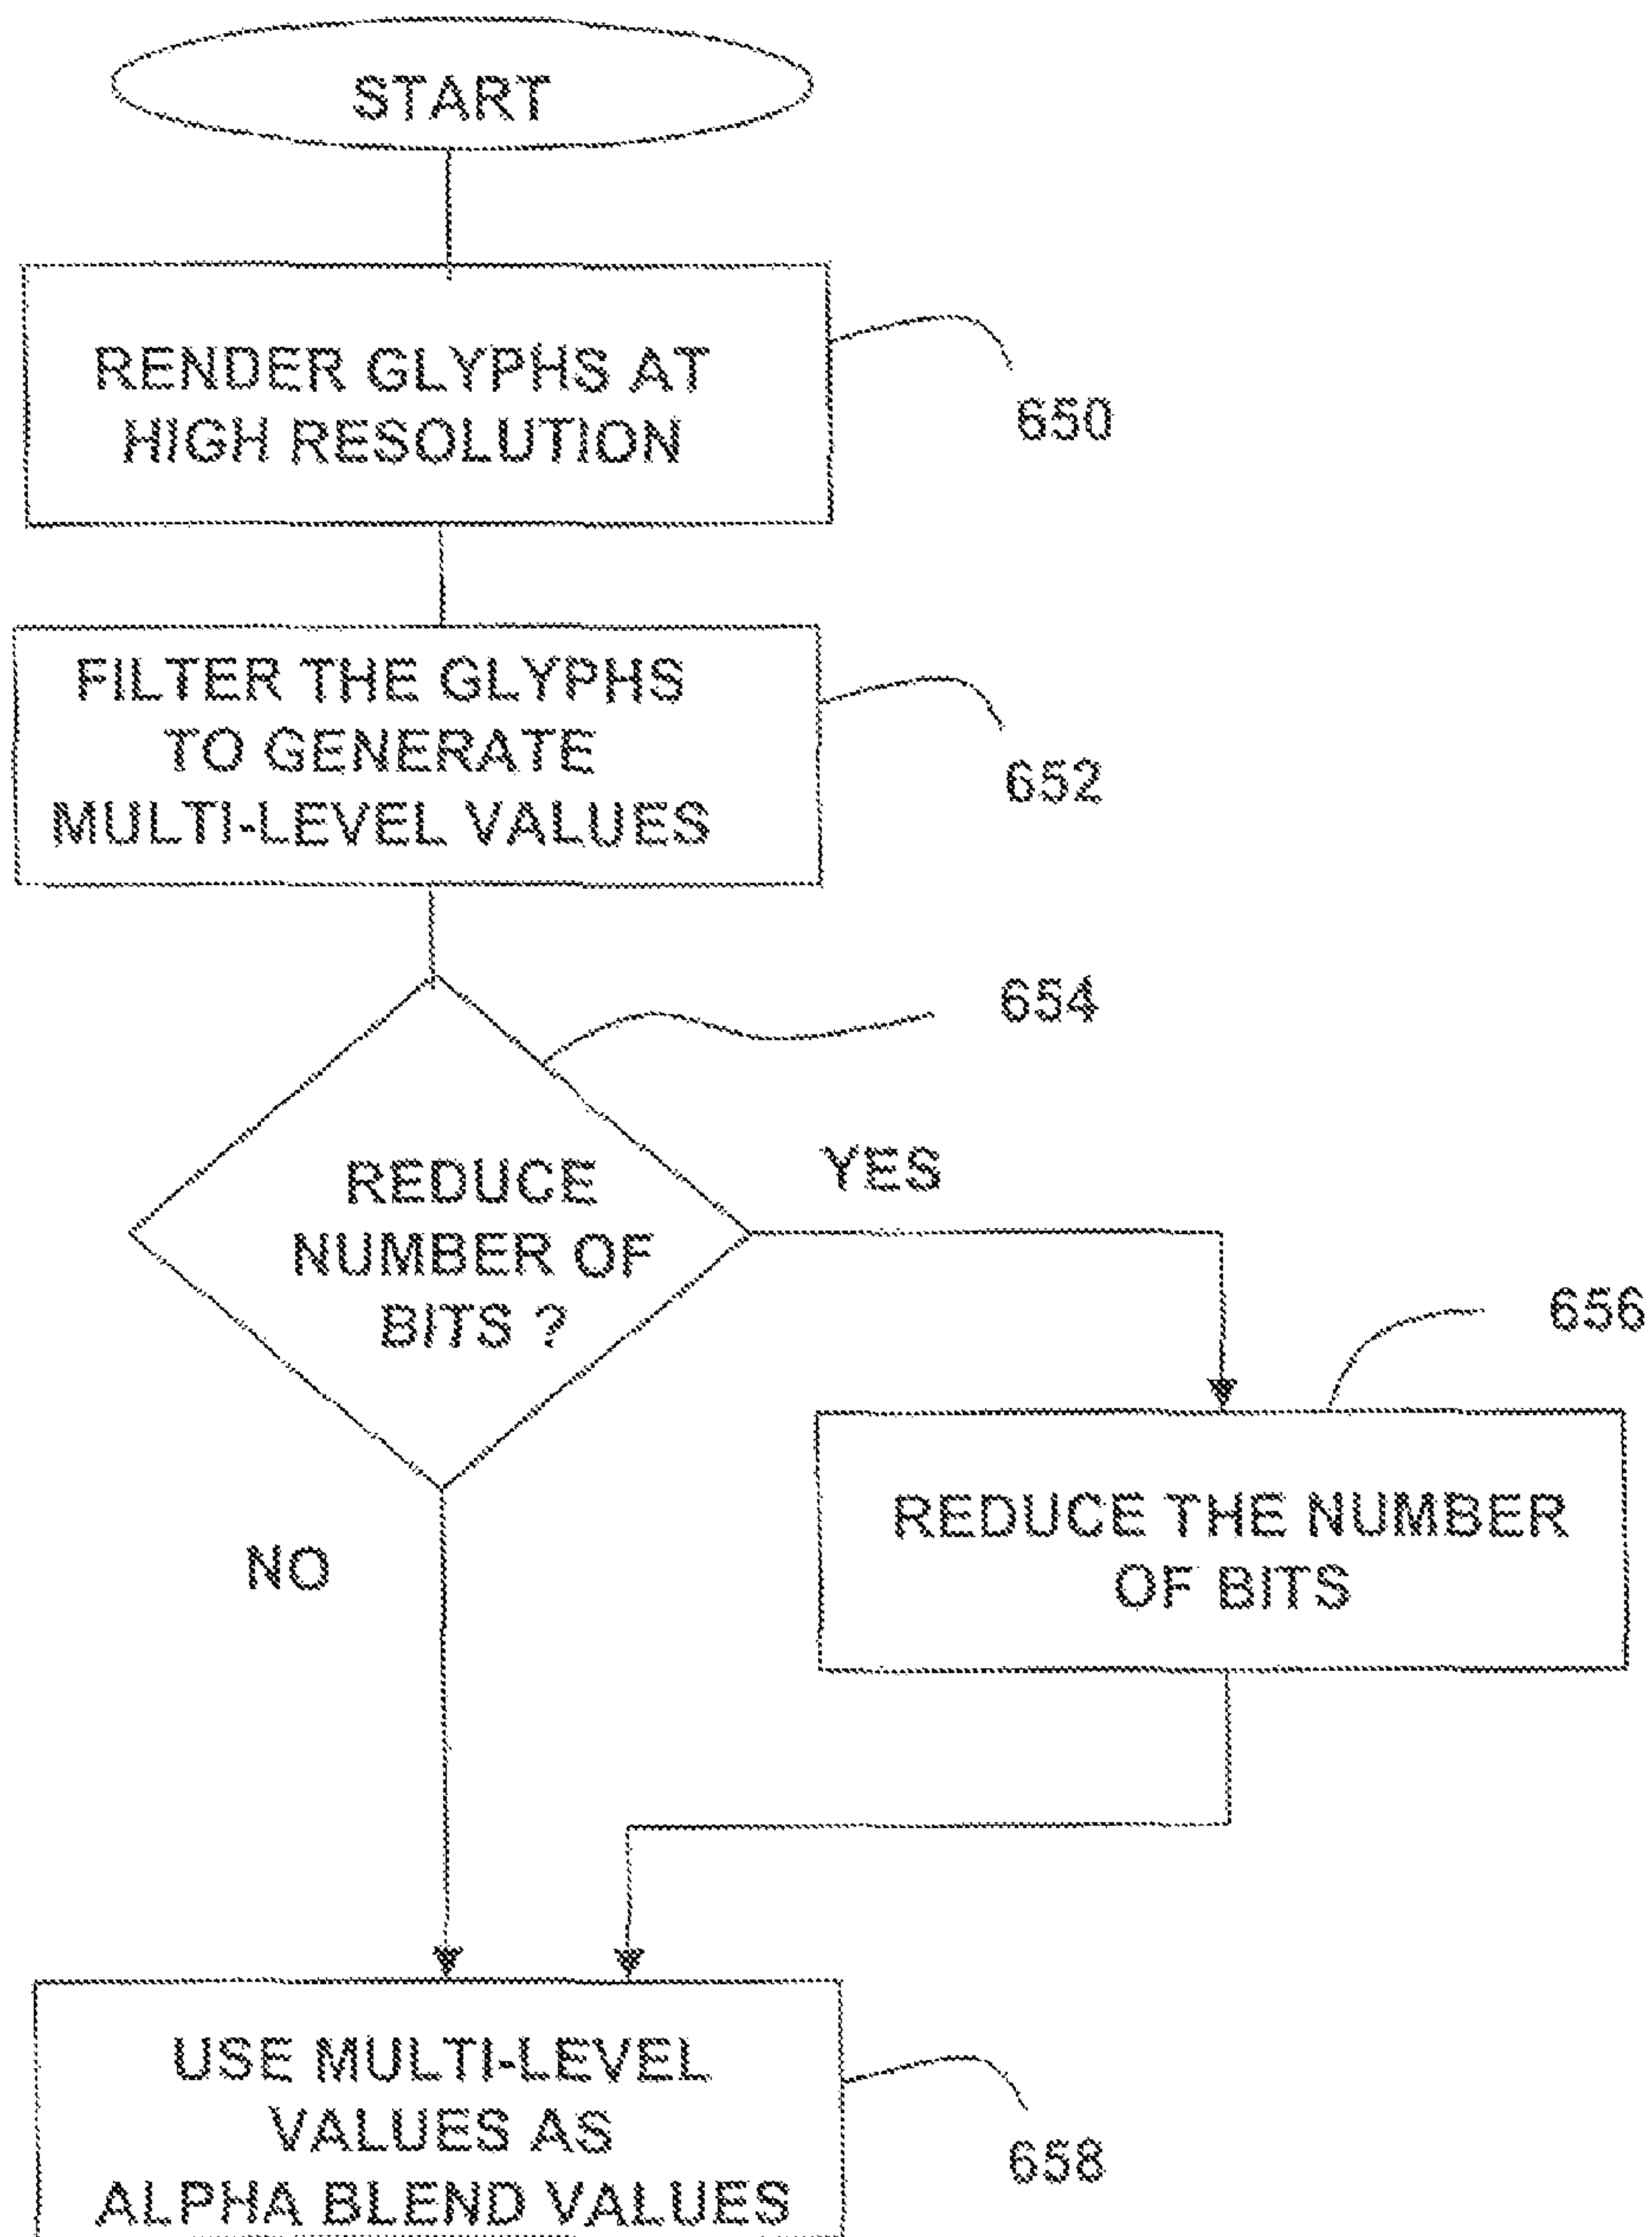 START
RENDER GLYPHS AT
HIGH RESOLUTION
650
FILTER THE GLYPHS
TO GENERATE
MULTI-LEVEL VALUES
652
654
REDUCE
NUMBER OF
BITS ?
YES
656
REDUCE THE NUMBER
OF BITS
NO
USE MULTI-LEVEL
VALUES AS
ALPHA BLEND VALUES
658